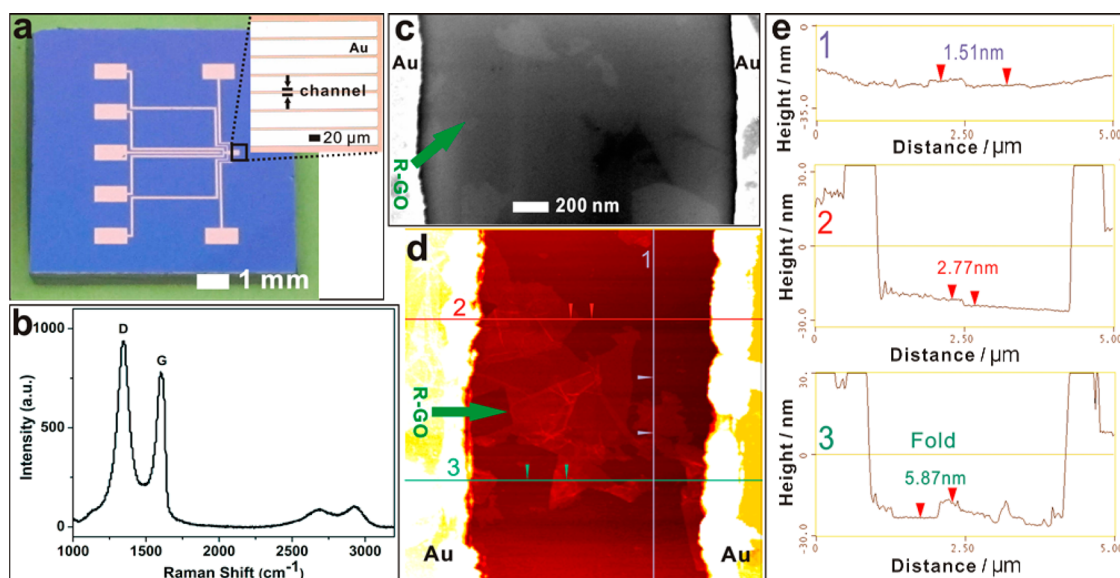 a
Au
channel
20 μm
1 mm
b
D
G
1000
500
0
Intensity (a.u.)
1000 1500 2000 2500 3000
Raman Shift (cm⁻¹)
c
Au
Au
R-GO
200 nm
d
1
2
R-GO
3
Au
Au
e
1
1.51nm
0
-35.0
Height / nm
0 2.50 5.00
Distance / μm
2
2.77nm
30.
0
-30.0
Height / nm
0 2.50 5.00
Distance / μm
3
Fold
5.87nm
30.
0
-30.0
Height / nm
0 2.50 5.00
Distance / μm